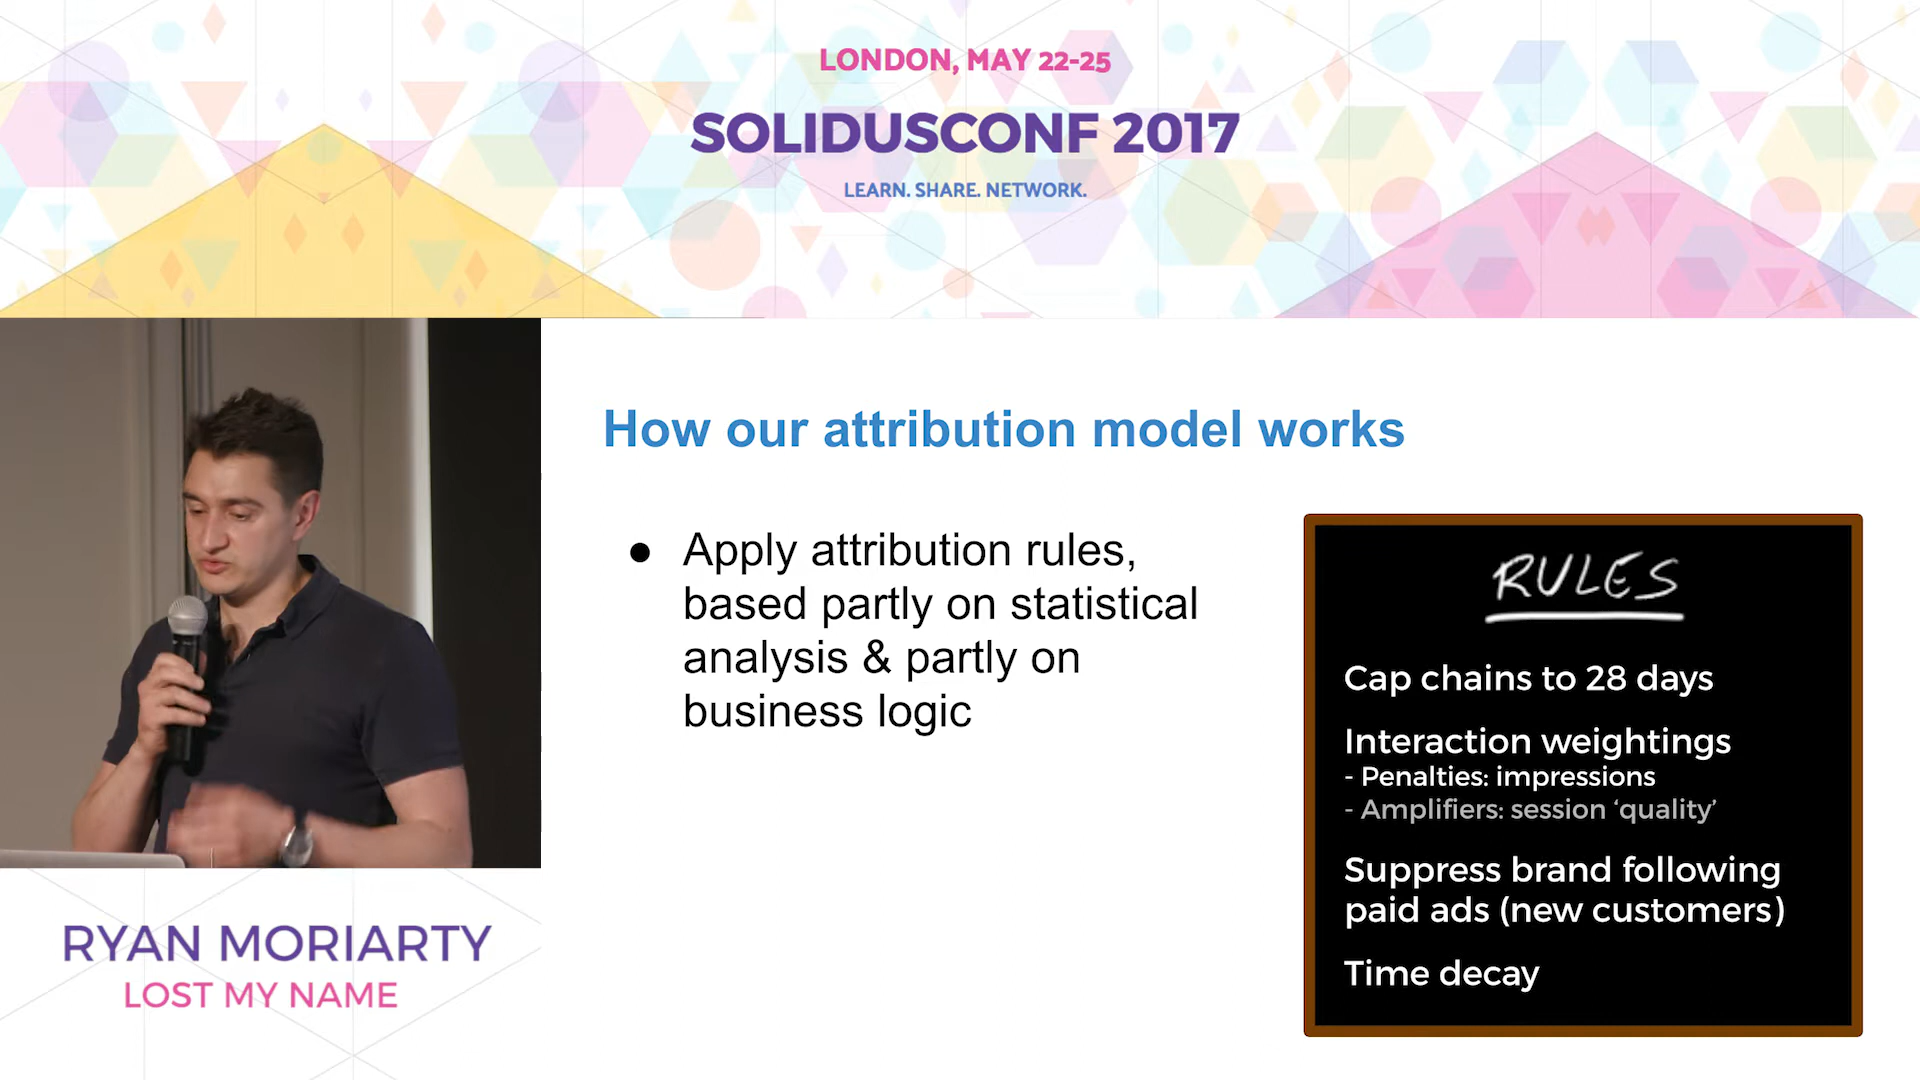 LONDON, MAY 22-25
SOLIDUSCONF 2017
LEARN. SHARE. NETWORK.
How our attribution model works
● Apply attribution rules,
based partly on statistical
analysis & partly on
business logic
RULES
Cap chains to 28 days
Interaction weightings
- Penalties: impressions
- Amplifiers: session ‘quality’
Suppress brand following
paid ads (new customers)
Time decay
RYAN MORIARTY
LOST MY NAME